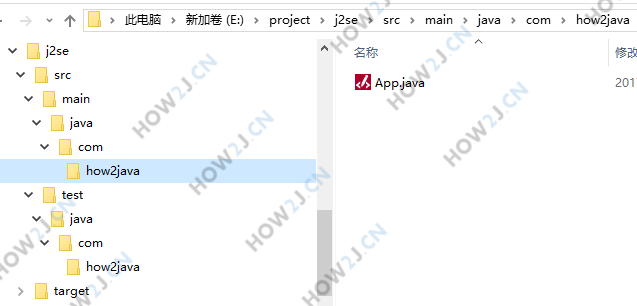 此电脑 › 新加卷 (E:) › project › j2se › src › main › java › com › how2java
j2se
src
main
java
com
how2java
test
java
com
how2java
target
名称
修改
App.java
201
HOW2J.CN
HOW2J.CN
HOW2J.CN
HOW2J.CN
HOW2J.CN
HOW2J.CN
HOW2J.CN
HOW2J.CN